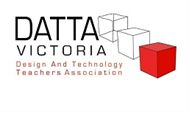 DATTA
VICTORIA
Design And Technology
Teachers Association